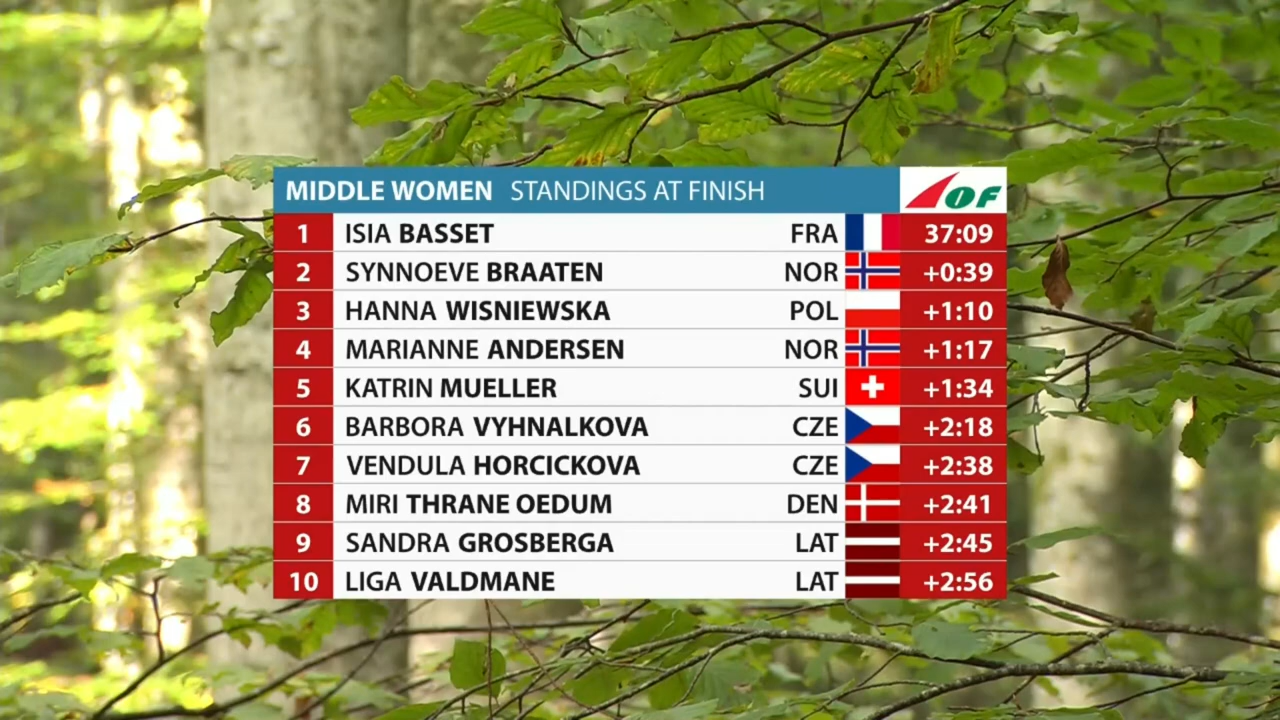 MIDDLE WOMEN STANDINGS AT FINISH IOF
1 ISIA BASSET FRA 37:09
2 SYNNOEVE BRAATEN NOR +0:39
3 HANNA WISNIEWSKA POL +1:10
4 MARIANNE ANDERSEN NOR +1:17
5 KATRIN MUELLER SUI +1:34
6 BARBORA VYHNALKOVA CZE +2:18
7 VENDULA HORCICKOVA CZE +2:38
8 MIRI THRANE OEDUM DEN +2:41
9 SANDRA GROSBERGA LAT +2:45
10 LIGA VALDMANE LAT +2:56